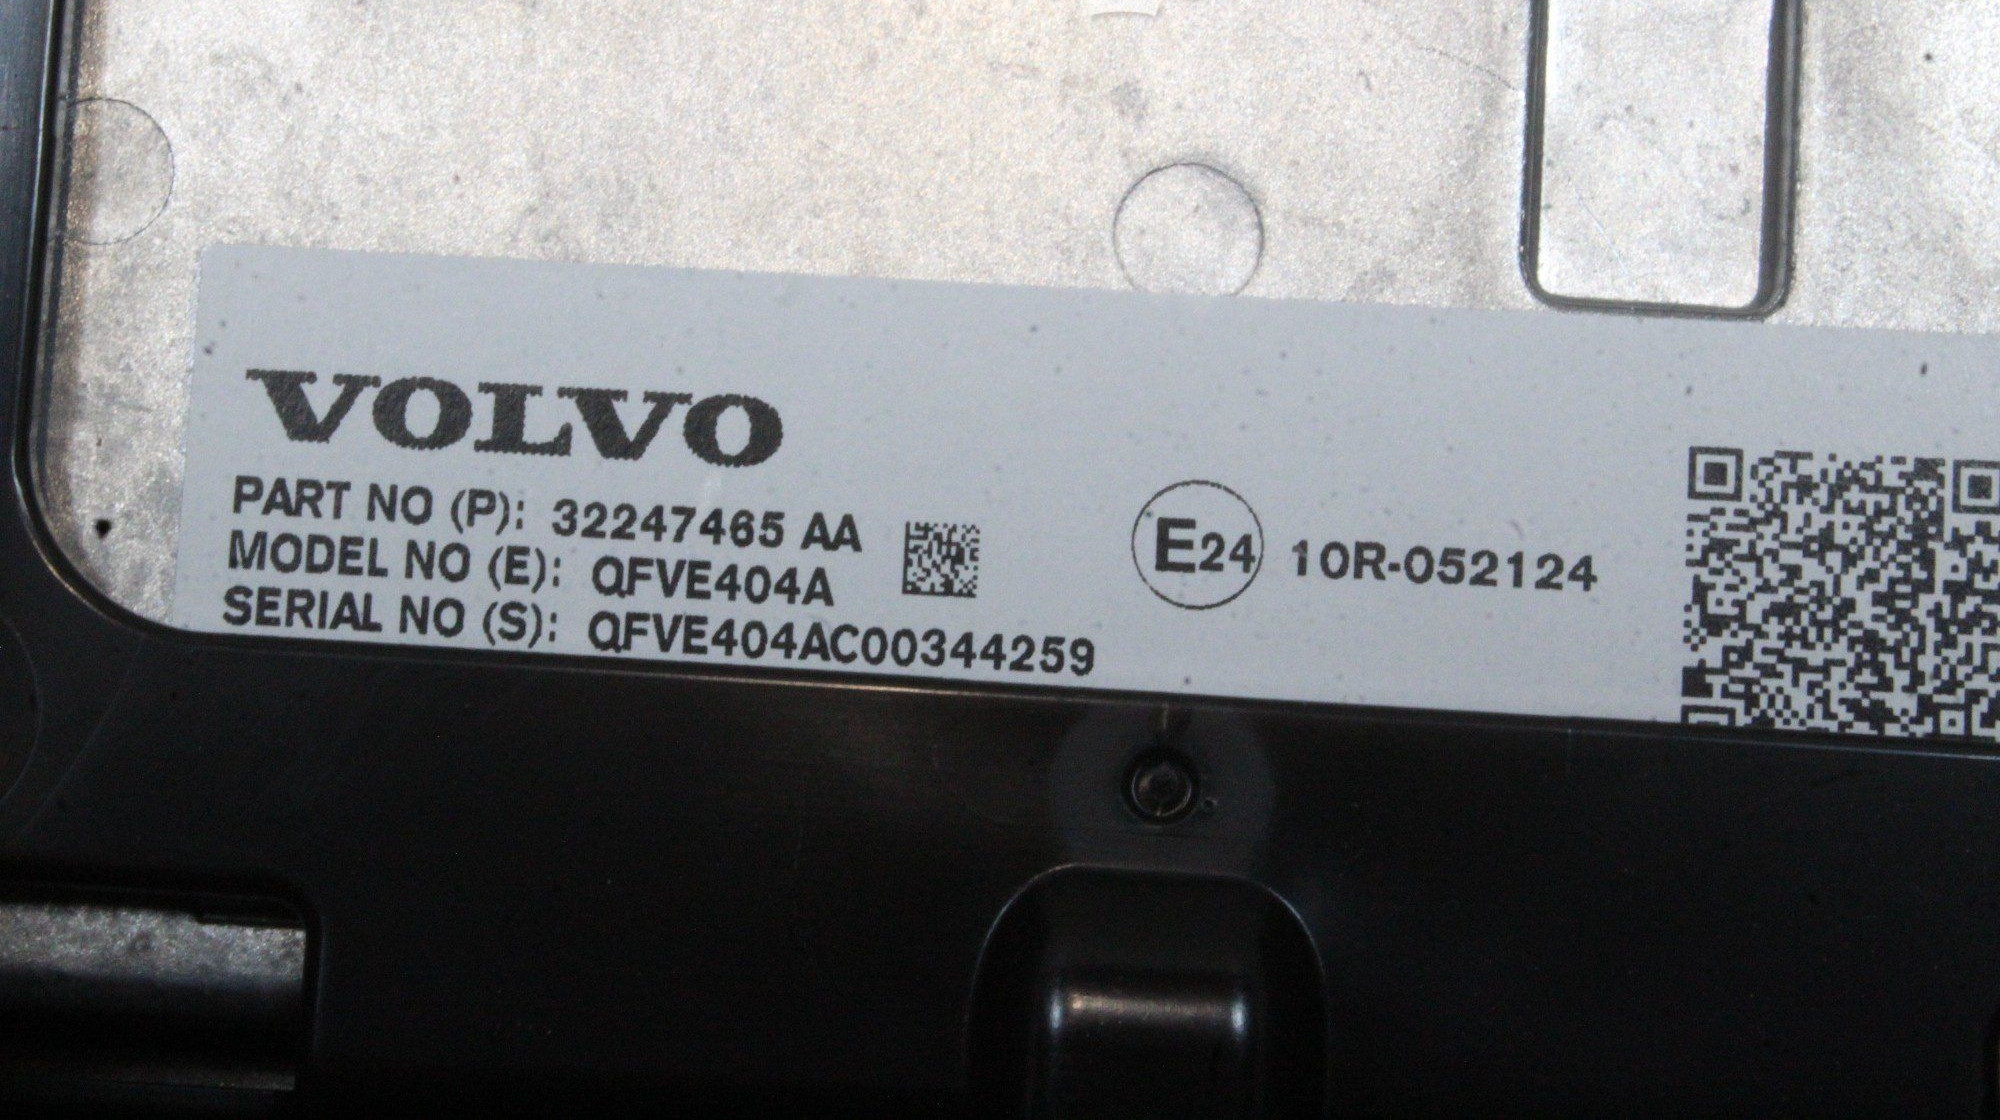 VOLVO
PART NO (P): 32247465 AA
MODEL NO (E): QFVE404A
SERIAL NO (S): QFVE404AC00344259
E24 10R-052124